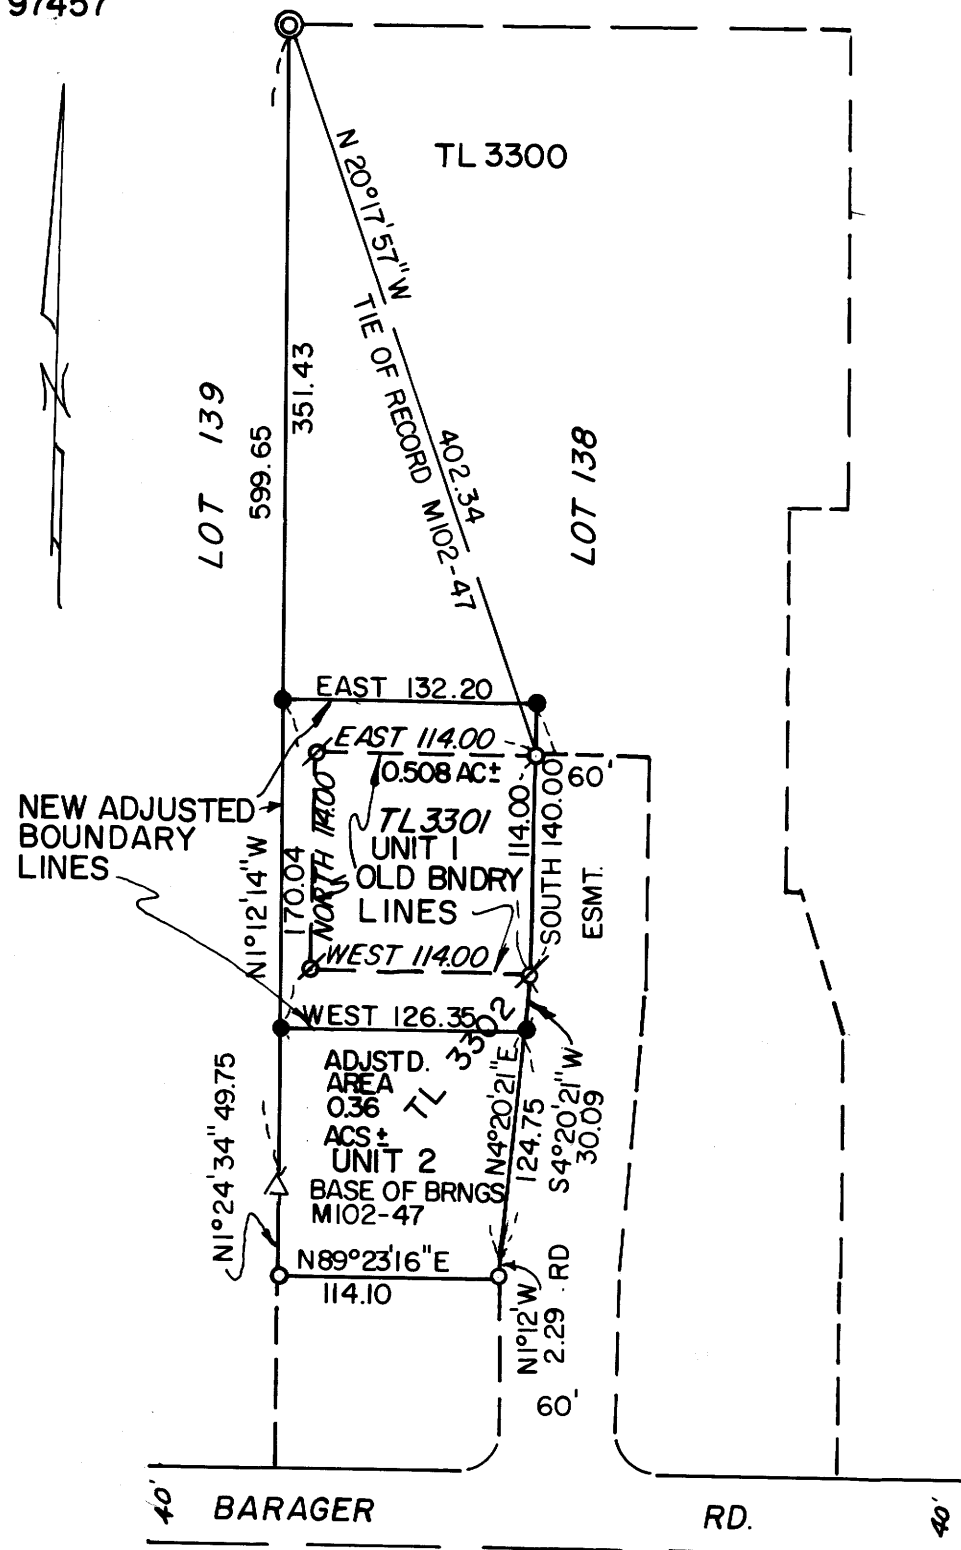 97457
TL 3300
N 20°17'57" W
TIE OF RECORD M102-47
402.34
351.43
599.65
LOT 139
LOT 138
EAST 132.20
EAST 114.00
0.508 AC±
60'
NEW ADJUSTED
BOUNDARY
LINES
TL3301
UNIT 1
OLD BNDRY
LINES
NORTH 114.00
114.00
SOUTH 140.00
ESMT.
N1°12'14" W
170.04
WEST 114.00
WEST 126.35
TL 3302
ADJSTD.
AREA
0.36
ACS ±
UNIT 2
BASE OF BRNGS
M102-47
N4°20'21" E
124.75
S4°20'21" W
30.09
N1°24'34" 49.75
N89°23'16" E
114.10
N1°12' W
2.29
RD
60'
40'
BARAGER RD.
40'